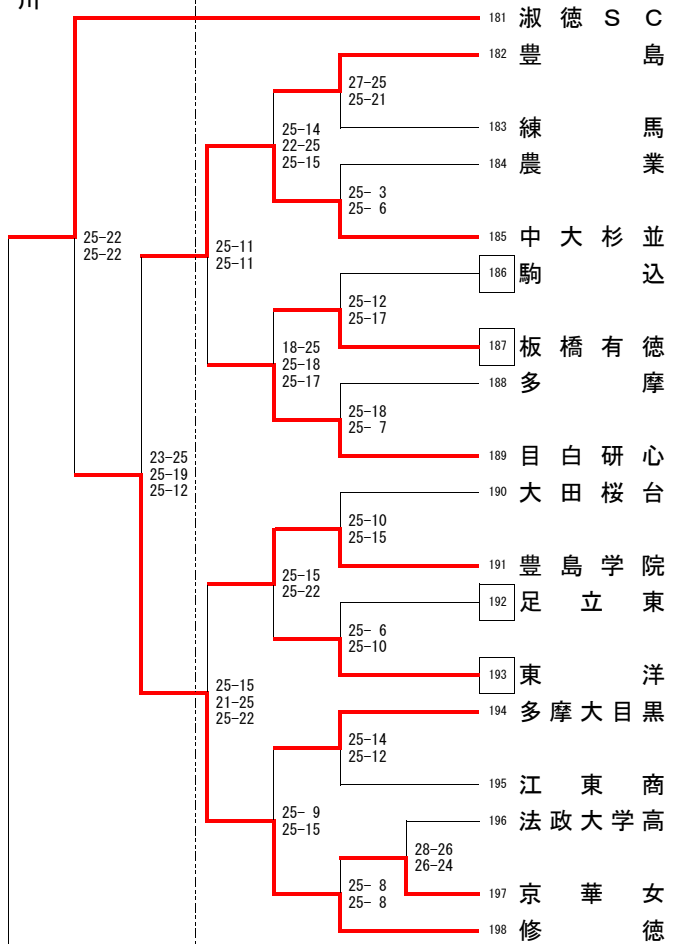 川
181 淑徳SC
182 豊島
27-25
25-21
25-14
22-25
25-15
183 練馬
184 農業
25- 3
25- 6
185 中大杉並
25-22
25-22
25-11
25-11
186 駒込
25-12
25-17
187 板橋有徳
18-25
25-18
25-17
188 多摩
25-18
25- 7
189 目白研心
23-25
25-19
25-12
190 大田桜台
25-10
25-15
191 豊島学院
25-15
25-22
192 足立東
25- 6
25-10
193 東洋
25-15
21-25
25-22
194 多摩大目黒
25-14
25-12
195 江東商
25- 9
25-15
196 法政大学高
28-26
26-24
197 京華女
25- 8
25- 8
198 修徳